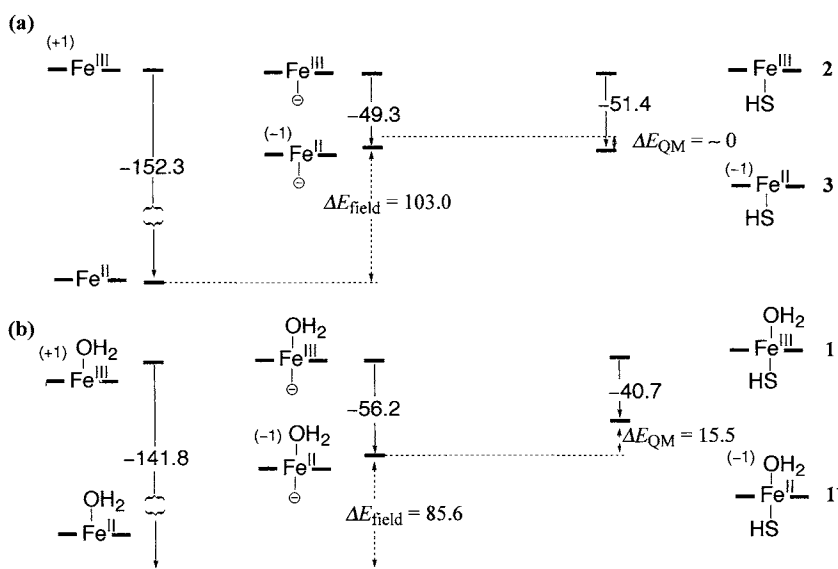 (a)
(+1)
Fe^III
Fe^III
⊖
Fe^III
HS
2
−152.3
−49.3
−51.4
(−1)
Fe^II
⊖
ΔE_QM = ~ 0
(−1)
Fe^II
HS
3
ΔE_field = 103.0
Fe^II
(b)
(+1)
OH₂
Fe^III
OH₂
Fe^III
⊖
OH₂
Fe^III
HS
1
−141.8
−56.2
−40.7
(−1)
OH₂
Fe^II
⊖
ΔE_QM = 15.5
(−1)
OH₂
Fe^II
HS
OH₂
Fe^II
ΔE_field = 85.6